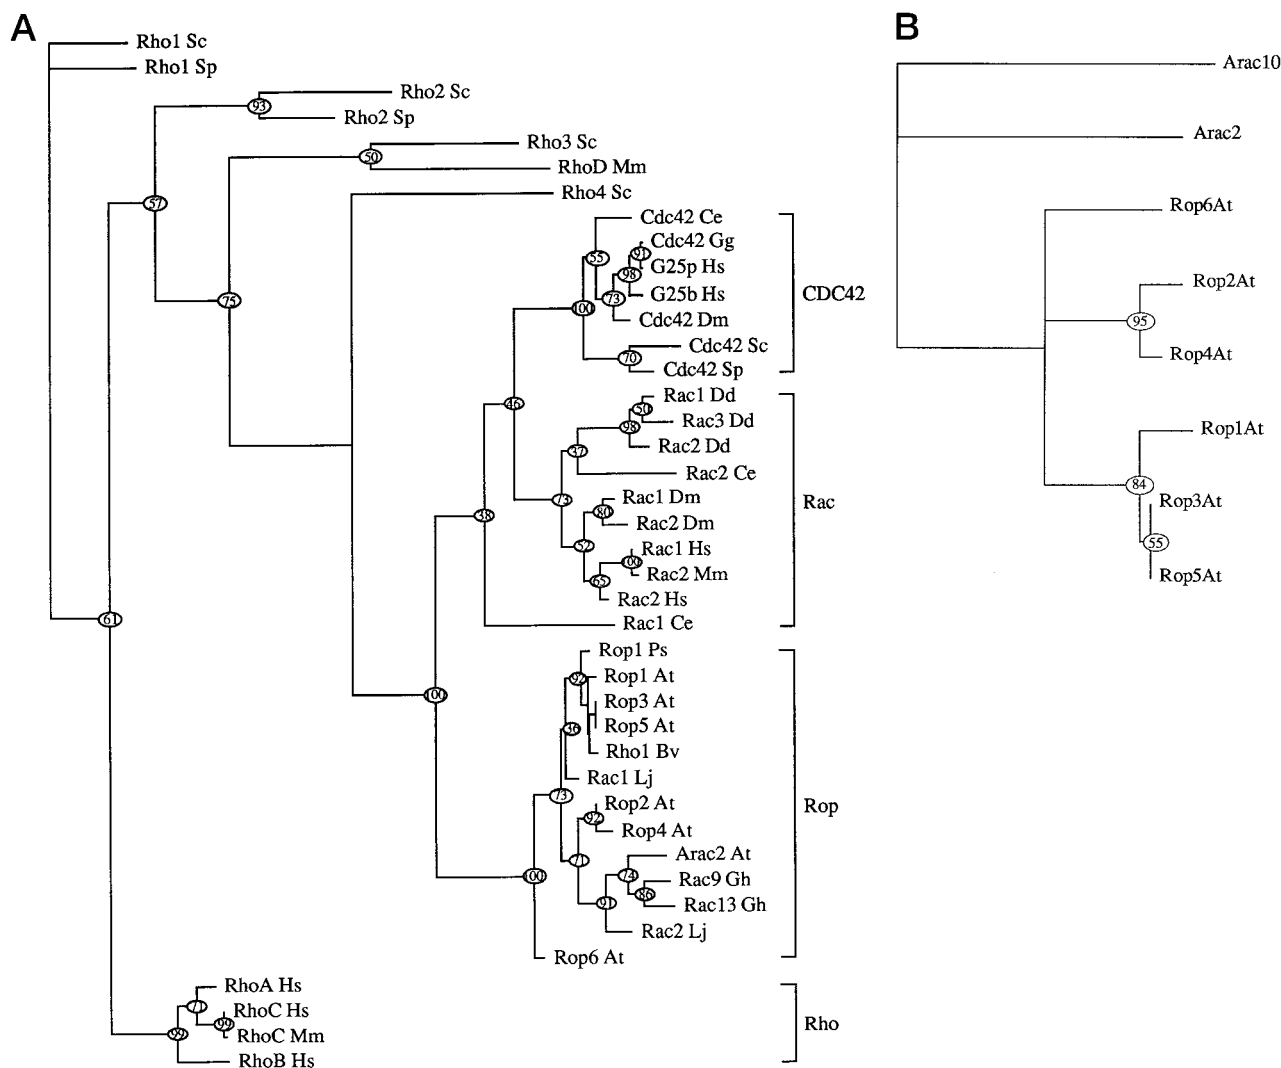 A
Rho1 Sc
Rho1 Sp
93
Rho2 Sc
Rho2 Sp
50
Rho3 Sc
RhoD Mm
57
Rho4 Sc
75
Cdc42 Ce
55
91
Cdc42 Gg
98
G25p Hs
73
G25b Hs
100
Cdc42 Dm
70
Cdc42 Sc
Cdc42 Sp
CDC42
46
50
Rac1 Dd
98
Rac3 Dd
Rac2 Dd
37
Rac2 Ce
73
80
Rac1 Dm
Rac2 Dm
52
100
Rac1 Hs
65
Rac2 Mm
Rac2 Hs
38
Rac1 Ce
Rac
61
100
Rop1 Ps
92
Rop1 At
Rop3 At
36
Rop5 At
Rho1 Bv
Rac1 Lj
73
92
Rop2 At
Rop4 At
71
74
Arac2 At
86
Rac9 Gh
91
Rac13 Gh
100
Rac2 Lj
Rop6 At
Rop
RhoA Hs
71
RhoC Hs
99
RhoC Mm
99
RhoB Hs
Rho
B
Arac10
Arac2
Rop6At
Rop2At
95
Rop4At
Rop1At
84
Rop3At
55
Rop5At